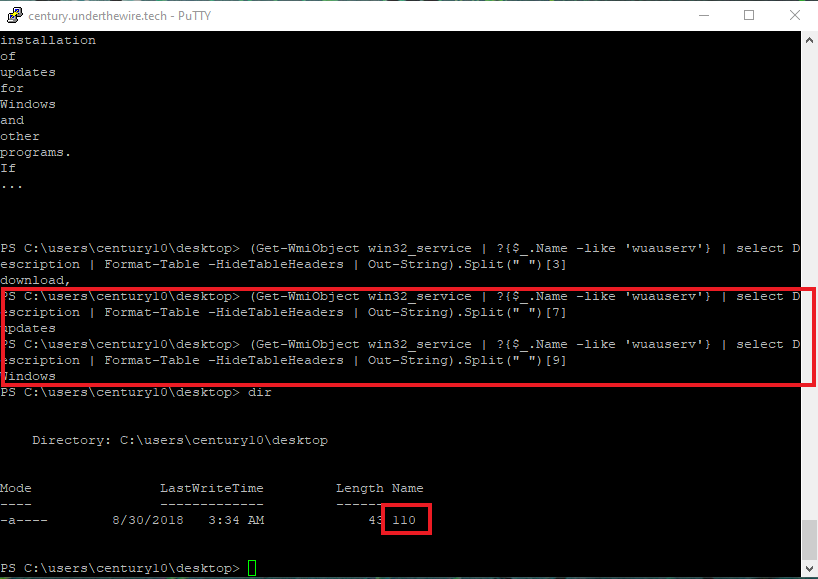 century.underthewire.tech - PuTTY
installation
of
updates
for
Windows
and
other
programs.
If
...
PS C:\users\century10\desktop> (Get-WmiObject win32_service | ?{$_.Name -like 'wuauserv'} | select D
escription | Format-Table -HideTableHeaders | Out-String).Split(" ")[3]
download,
PS C:\users\century10\desktop> (Get-WmiObject win32_service | ?{$_.Name -like 'wuauserv'} | select D
escription | Format-Table -HideTableHeaders | Out-String).Split(" ")[7]
updates
PS C:\users\century10\desktop> (Get-WmiObject win32_service | ?{$_.Name -like 'wuauserv'} | select D
escription | Format-Table -HideTableHeaders | Out-String).Split(" ")[9]
Windows
PS C:\users\century10\desktop> dir
Directory: C:\users\century10\desktop
Mode LastWriteTime Length Name
---- ------------- ------ ----
-a---- 8/30/2018 3:34 AM 43 110
PS C:\users\century10\desktop>